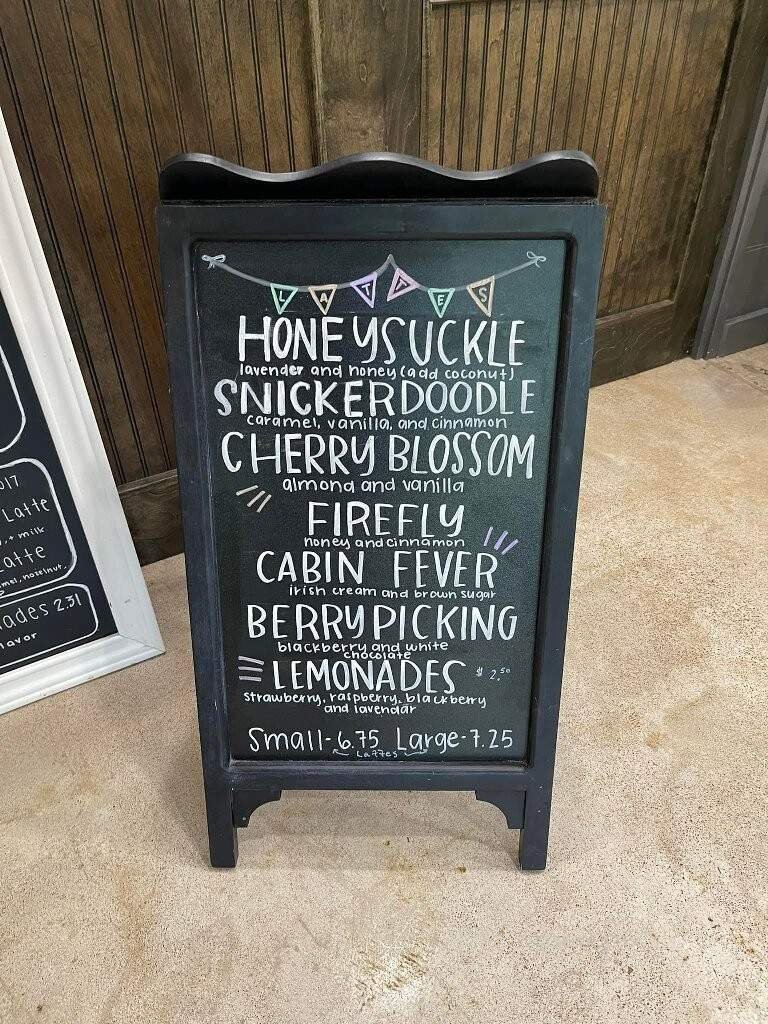 LATTES
HONEYSUCKLE
lavender and honey (add coconut)
SNICKERDOODLE
caramel, vanilla, and cinnamon
CHERRY BLOSSOM
almond and vanilla
FIREFLY
honey and cinnamon
CABIN FEVER
irish cream and brown sugar
BERRYPICKING
blackberry and white
chocolate
LEMONADES $2.50
strawberry, raspberry, blackberry
and lavendar
Small-6.75 Large-7.25
Lattes
Latte
milk
Latte
ades 2.31